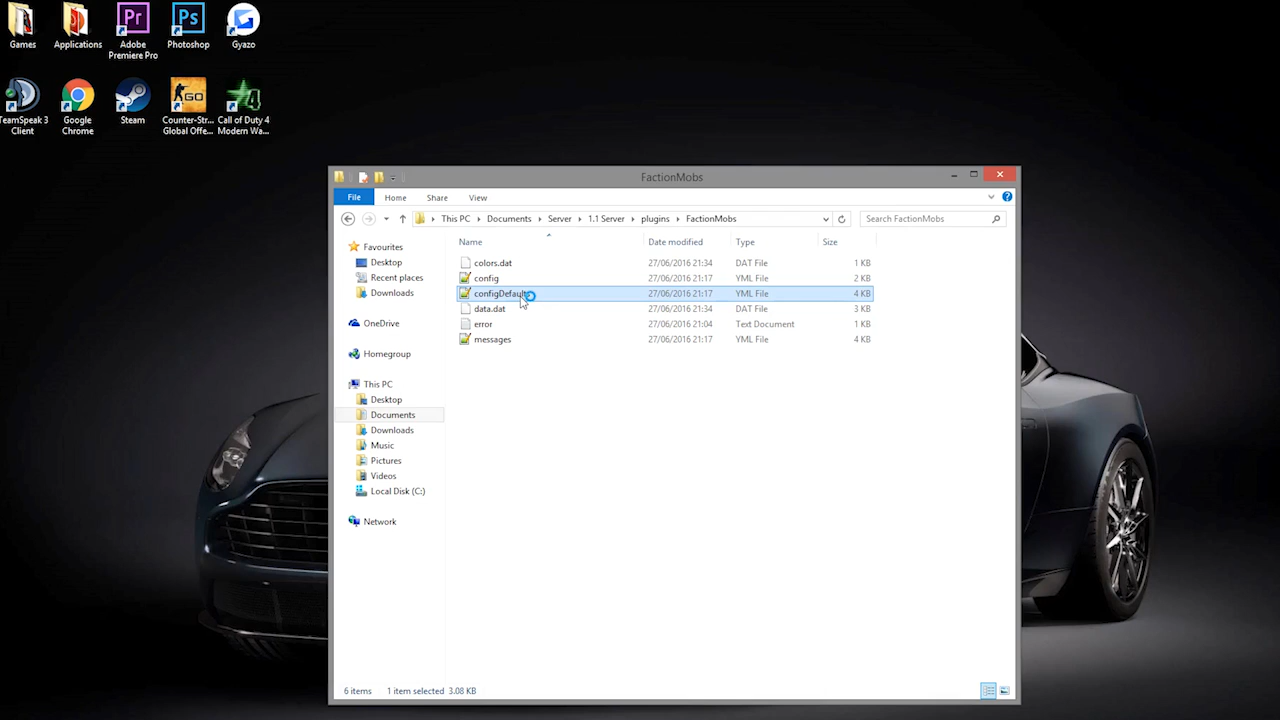 Games
Applications
Adobe
Premiere Pro
Photoshop
Gyazo
TeamSpeak 3
Client
Google
Chrome
Steam
Counter-Str...
Global Offe...
Call of Duty 4
Modern Wa...
FactionMobs
File Home Share View
This PC Documents Server 1.1 Server plugins FactionMobs
Search FactionMobs
Name Date modified Type Size
colors.dat 27/06/2016 21:34 DAT File 1 KB
config 27/06/2016 21:17 YML File 2 KB
configDefault 27/06/2016 21:17 YML File 4 KB
data.dat 27/06/2016 21:34 DAT File 3 KB
error 27/06/2016 21:04 Text Document 1 KB
messages 27/06/2016 21:17 YML File 4 KB
Favourites
Desktop
Recent places
Downloads
OneDrive
Homegroup
This PC
Desktop
Documents
Downloads
Music
Pictures
Videos
Local Disk (C:)
Network
6 items 1 item selected 3.08 KB